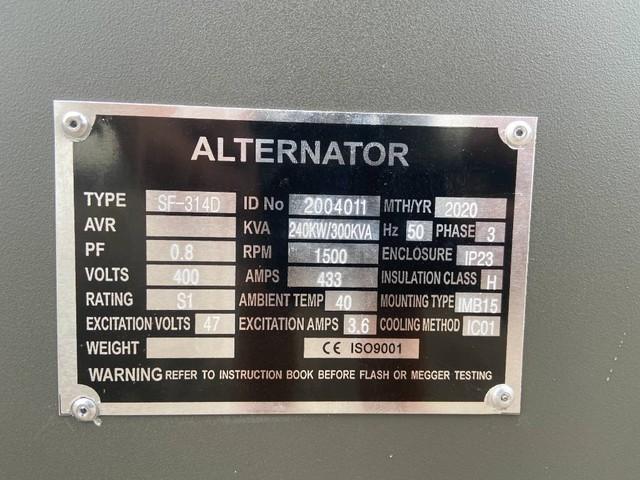 ALTERNATOR
TYPE SF-314D ID No 2004011 MTH/YR 2020
AVR KVA 240KW/300KVA Hz 50 PHASE 3
PF 0.8 RPM 1500 ENCLOSURE IP23
VOLTS 400 AMPS 433 INSULATION CLASS H
RATING S1 AMBIENT TEMP 40 MOUNTING TYPE IMB15
EXCITATION VOLTS 47 EXCITATION AMPS 3.6 COOLING METHOD IC01
WEIGHT CE ISO9001
WARNING REFER TO INSTRUCTION BOOK BEFORE FLASH OR MEGGER TESTING